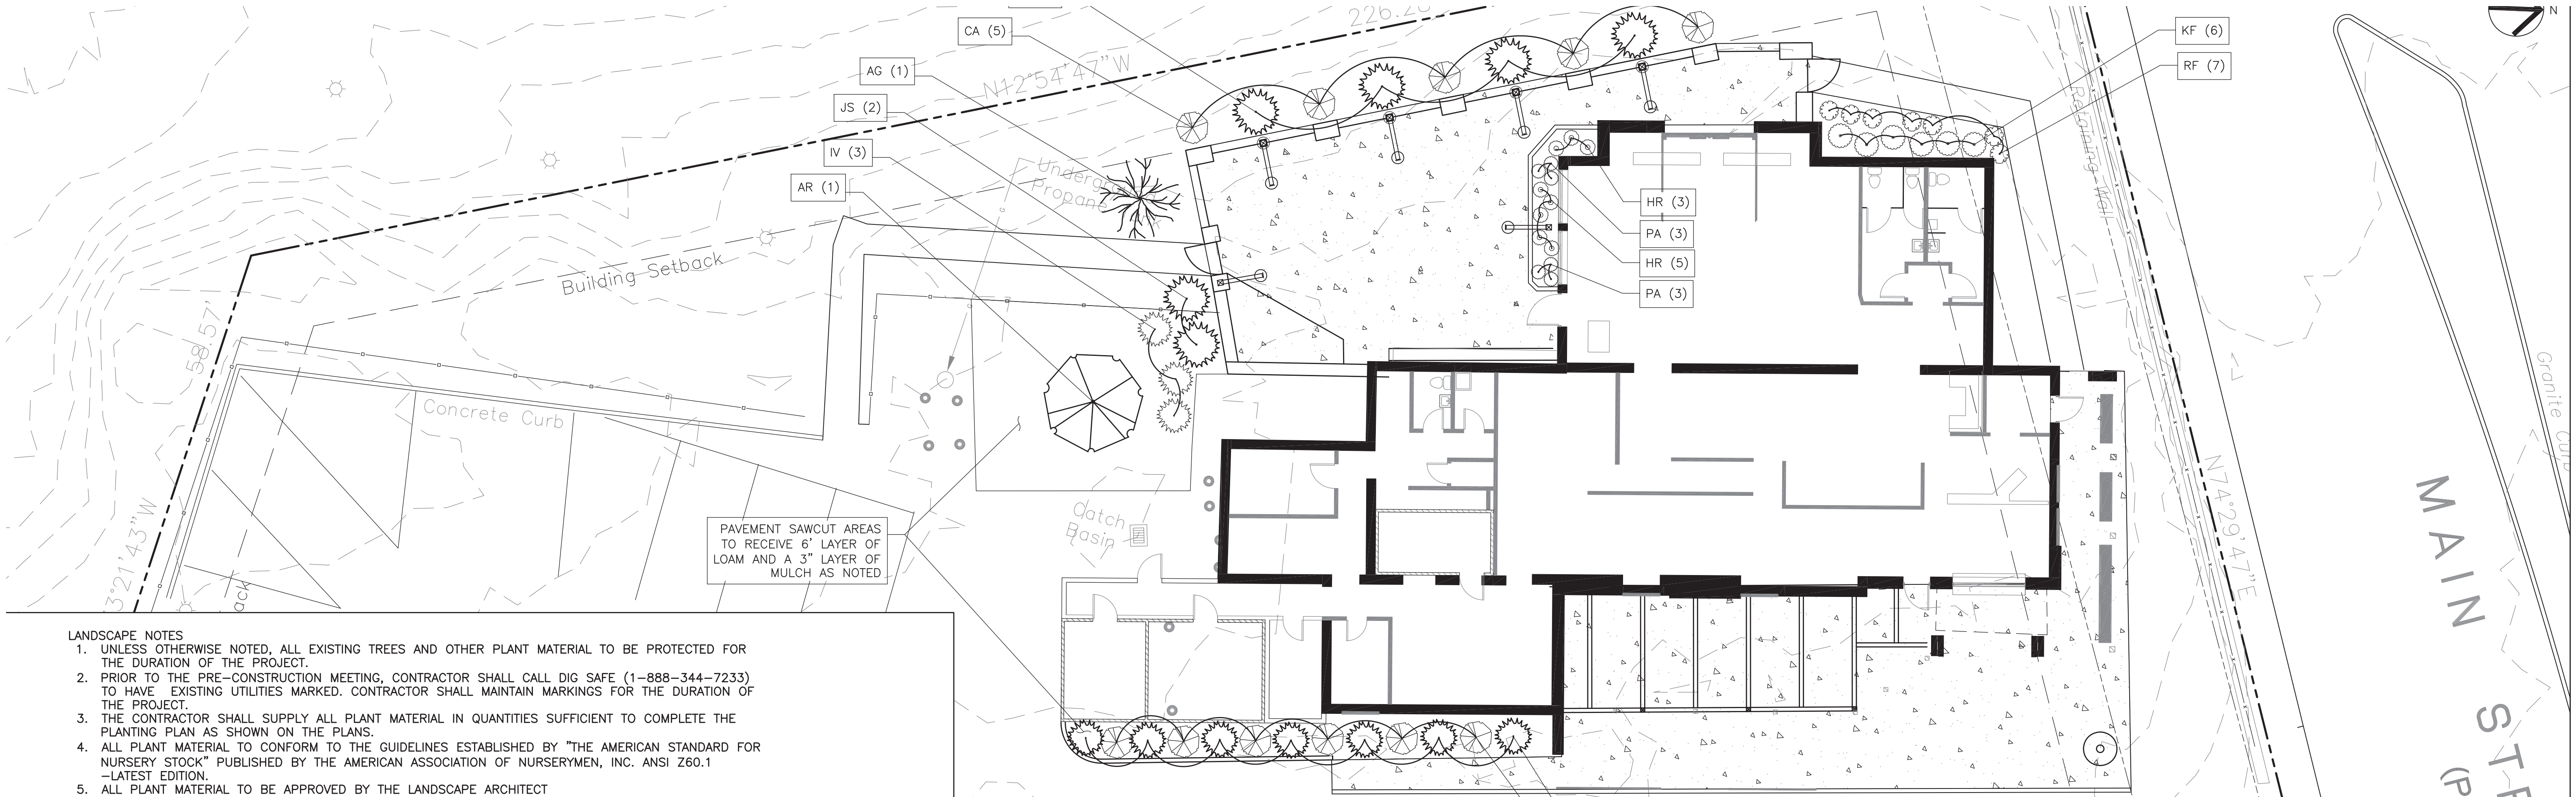 CA (5)
226.20
N
KF (6)
RF (7)
AG (1)
N12°54'47"W
JS (2)
IV (3)
AR (1)
Propane
Retaining Wall
HR (3)
PA (3)
HR (5)
PA (3)
Building Setback
58.57'
Concrete Curb
Granite
Catch
Basin
PAVEMENT SAWCUT AREAS
TO RECEIVE 6' LAYER OF
LOAM AND A 3" LAYER OF
MULCH AS NOTED
3°21'43"W
N74°29'47"E
MAIN
LANDSCAPE NOTES
1. UNLESS OTHERWISE NOTED, ALL EXISTING TREES AND OTHER PLANT MATERIAL TO BE PROTECTED FOR
THE DURATION OF THE PROJECT.
2. PRIOR TO THE PRE-CONSTRUCTION MEETING, CONTRACTOR SHALL CALL DIG SAFE (1-888-344-7233)
TO HAVE EXISTING UTILITIES MARKED. CONTRACTOR SHALL MAINTAIN MARKINGS FOR THE DURATION OF
THE PROJECT.
3. THE CONTRACTOR SHALL SUPPLY ALL PLANT MATERIAL IN QUANTITIES SUFFICIENT TO COMPLETE THE
PLANTING PLAN AS SHOWN ON THE PLANS.
4. ALL PLANT MATERIAL TO CONFORM TO THE GUIDELINES ESTABLISHED BY "THE AMERICAN STANDARD FOR
NURSERY STOCK" PUBLISHED BY THE AMERICAN ASSOCIATION OF NURSERYMEN, INC. ANSI Z60.1
-LATEST EDITION.
5. ALL PLANT MATERIAL TO BE APPROVED BY THE LANDSCAPE ARCHITECT